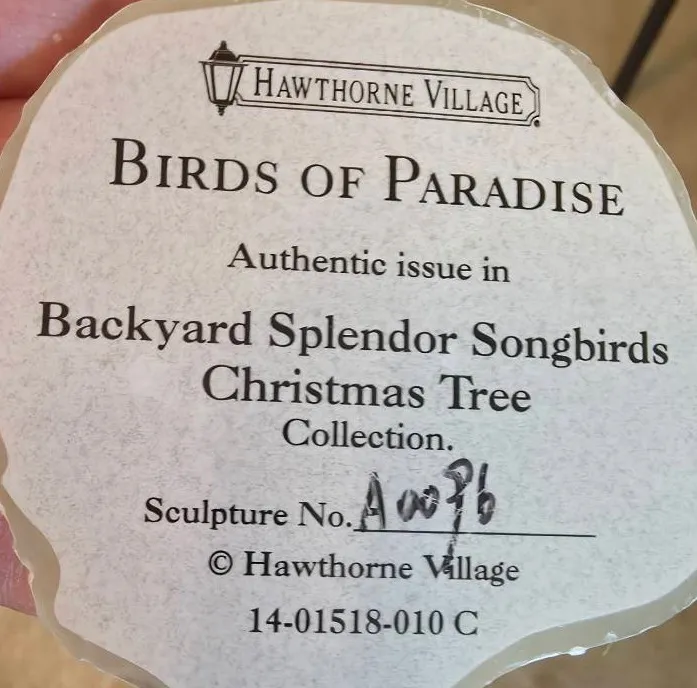 HAWTHORNE VILLAGE
BIRDS OF PARADISE
Authentic issue in
Backyard Splendor Songbirds
Christmas Tree
Collection.
Sculpture No.
© Hawthorne Village
14-01518-010 C